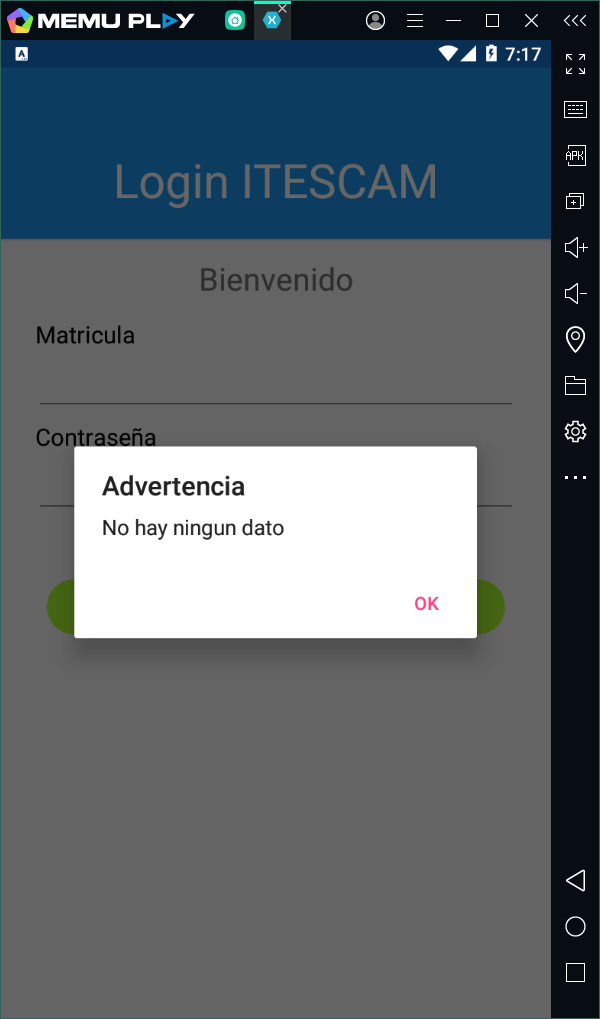 MEMU PLAY
A
7:17
APK
Login ITESCAM
Bienvenido
Matricula
Contraseña
Advertencia
No hay ningun dato
OK